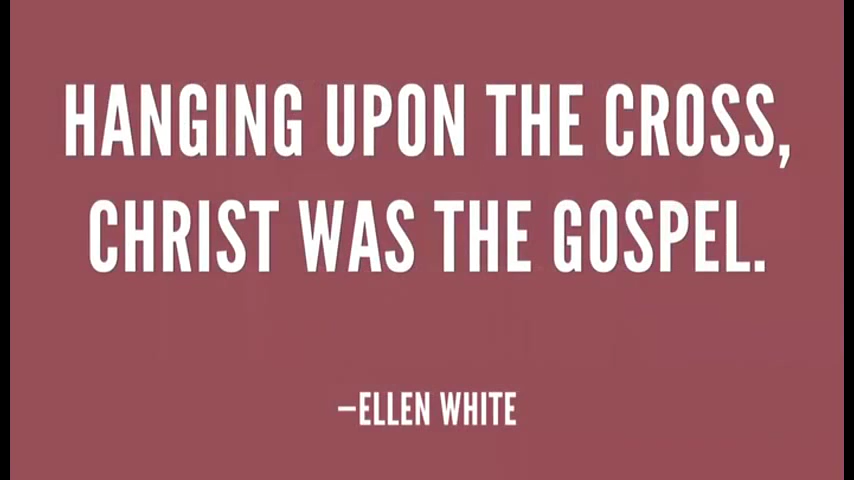 HANGING UPON THE CROSS,
CHRIST WAS THE GOSPEL.
–ELLEN WHITE